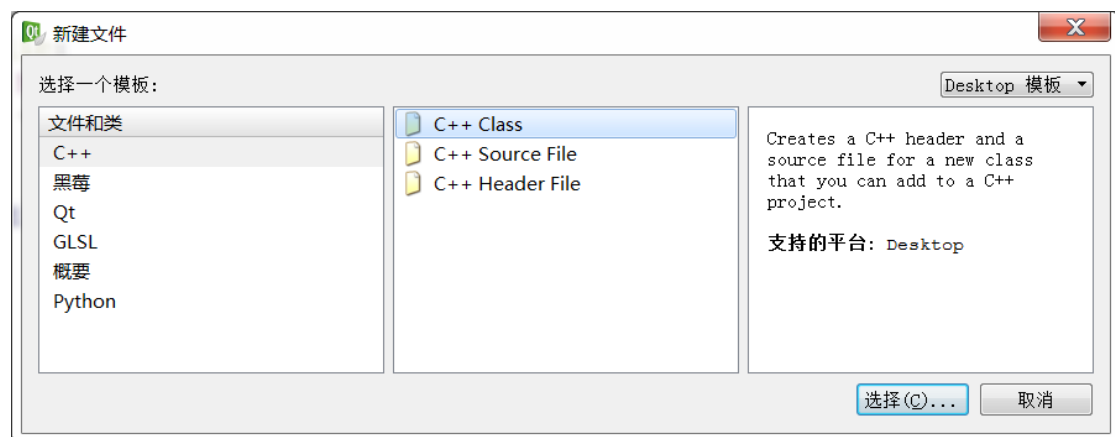 新建文件
选择一个模板:
Desktop 模板
文件和类
C++
黑莓
Qt
GLSL
概要
Python
C++ Class
C++ Source File
C++ Header File
Creates a C++ header and a
source file for a new class
that you can add to a C++
project.
支持的平台: Desktop
选择(C)...
取消